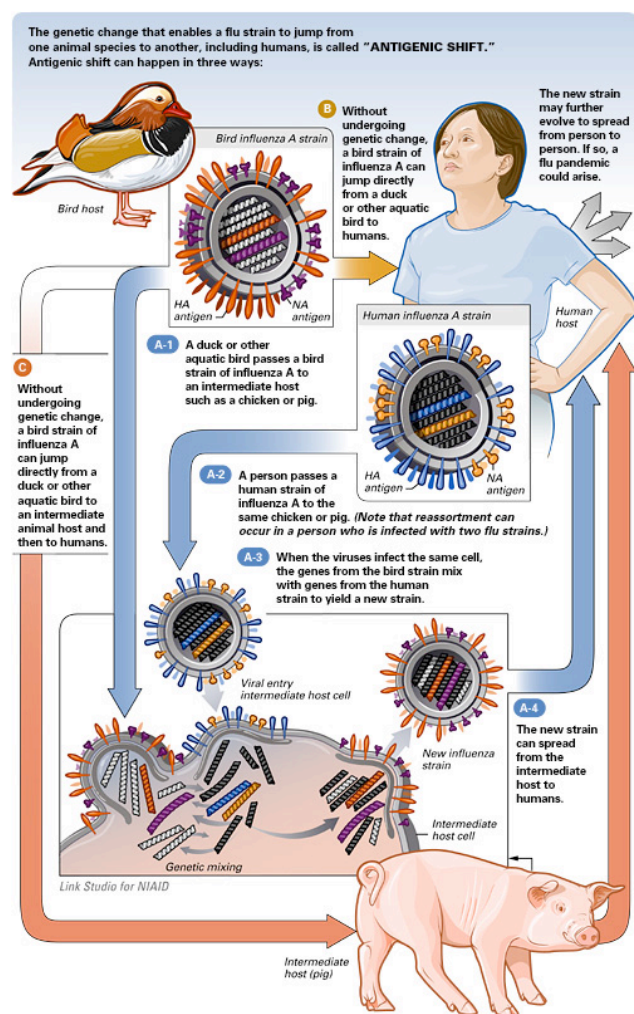 The genetic change that enables a flu strain to jump from
one animal species to another, including humans, is called "ANTIGENIC SHIFT."
Antigenic shift can happen in three ways:
B
Without
undergoing
genetic change,
a bird strain of
influenza A can
jump directly
from a duck
or other
aquatic bird to
humans.
The new strain
may further
evolve to spread
from person to
person. If so, a
flu pandemic
could arise.
Bird host
Bird influenza A strain
HA
antigen
NA
antigen
Human
host
Human influenza A strain
HA
antigen
NA
antigen
A-1
A duck or other
aquatic bird passes a bird
strain of influenza A to
an intermediate host
such as a chicken or pig.
C
Without
undergoing
genetic change,
a bird strain of
influenza A
can jump
directly from a
duck or other
aquatic bird to
an intermediate
animal host and
then to humans.
A-2
A person passes a
human strain of
influenza A to the
same chicken or pig. (Note that reassortment can
occur in a person who is infected with two flu strains.)
A-3
When the viruses infect the same cell,
the genes from the bird strain mix
with genes from the human
strain to yield a new strain.
Viral entry
intermediate host cell
New influenza
strain
A-4
The new strain
can spread
from the
intermediate
host to
humans.
Intermediate
host cell
Genetic mixing
Link Studio for NIAID
Intermediate
host (pig)